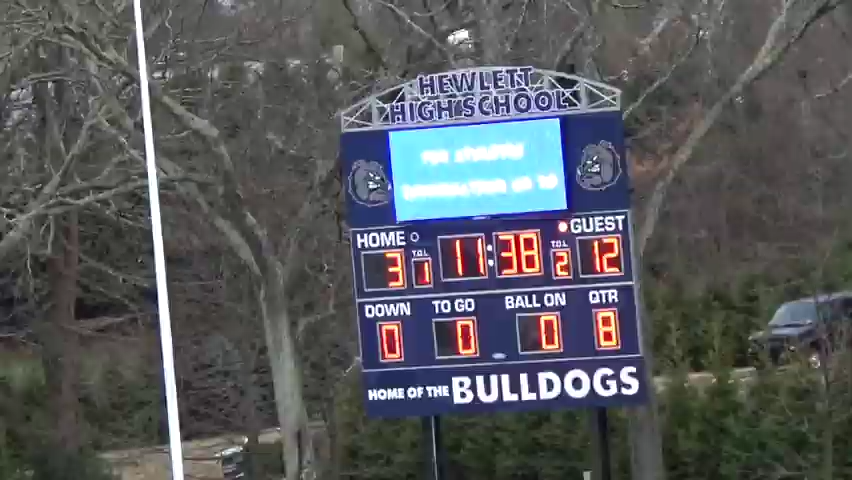 HEWLETT
HIGH SCHOOL
HOME GUEST
3 T.O.L 1 11:38 T.O.L 2 12
DOWN TO GO BALL ON QTR
0 0 0 8
HOME OF THE BULLDOGS